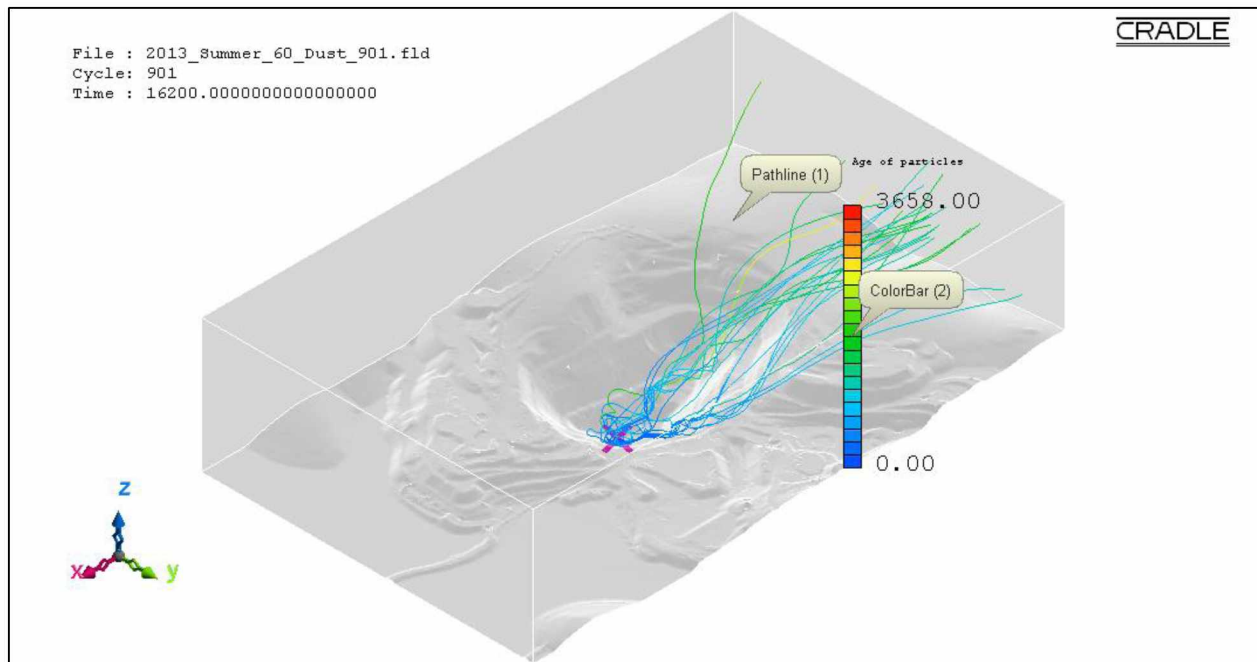 CRADLE
File : 2013_Summer_60_Dust_901.fld
Cycle: 901
Time : 16200.0000000000000000
Age of particles
Pathline (1)
3658.00
ColorBar (2)
0.00
z
x
y